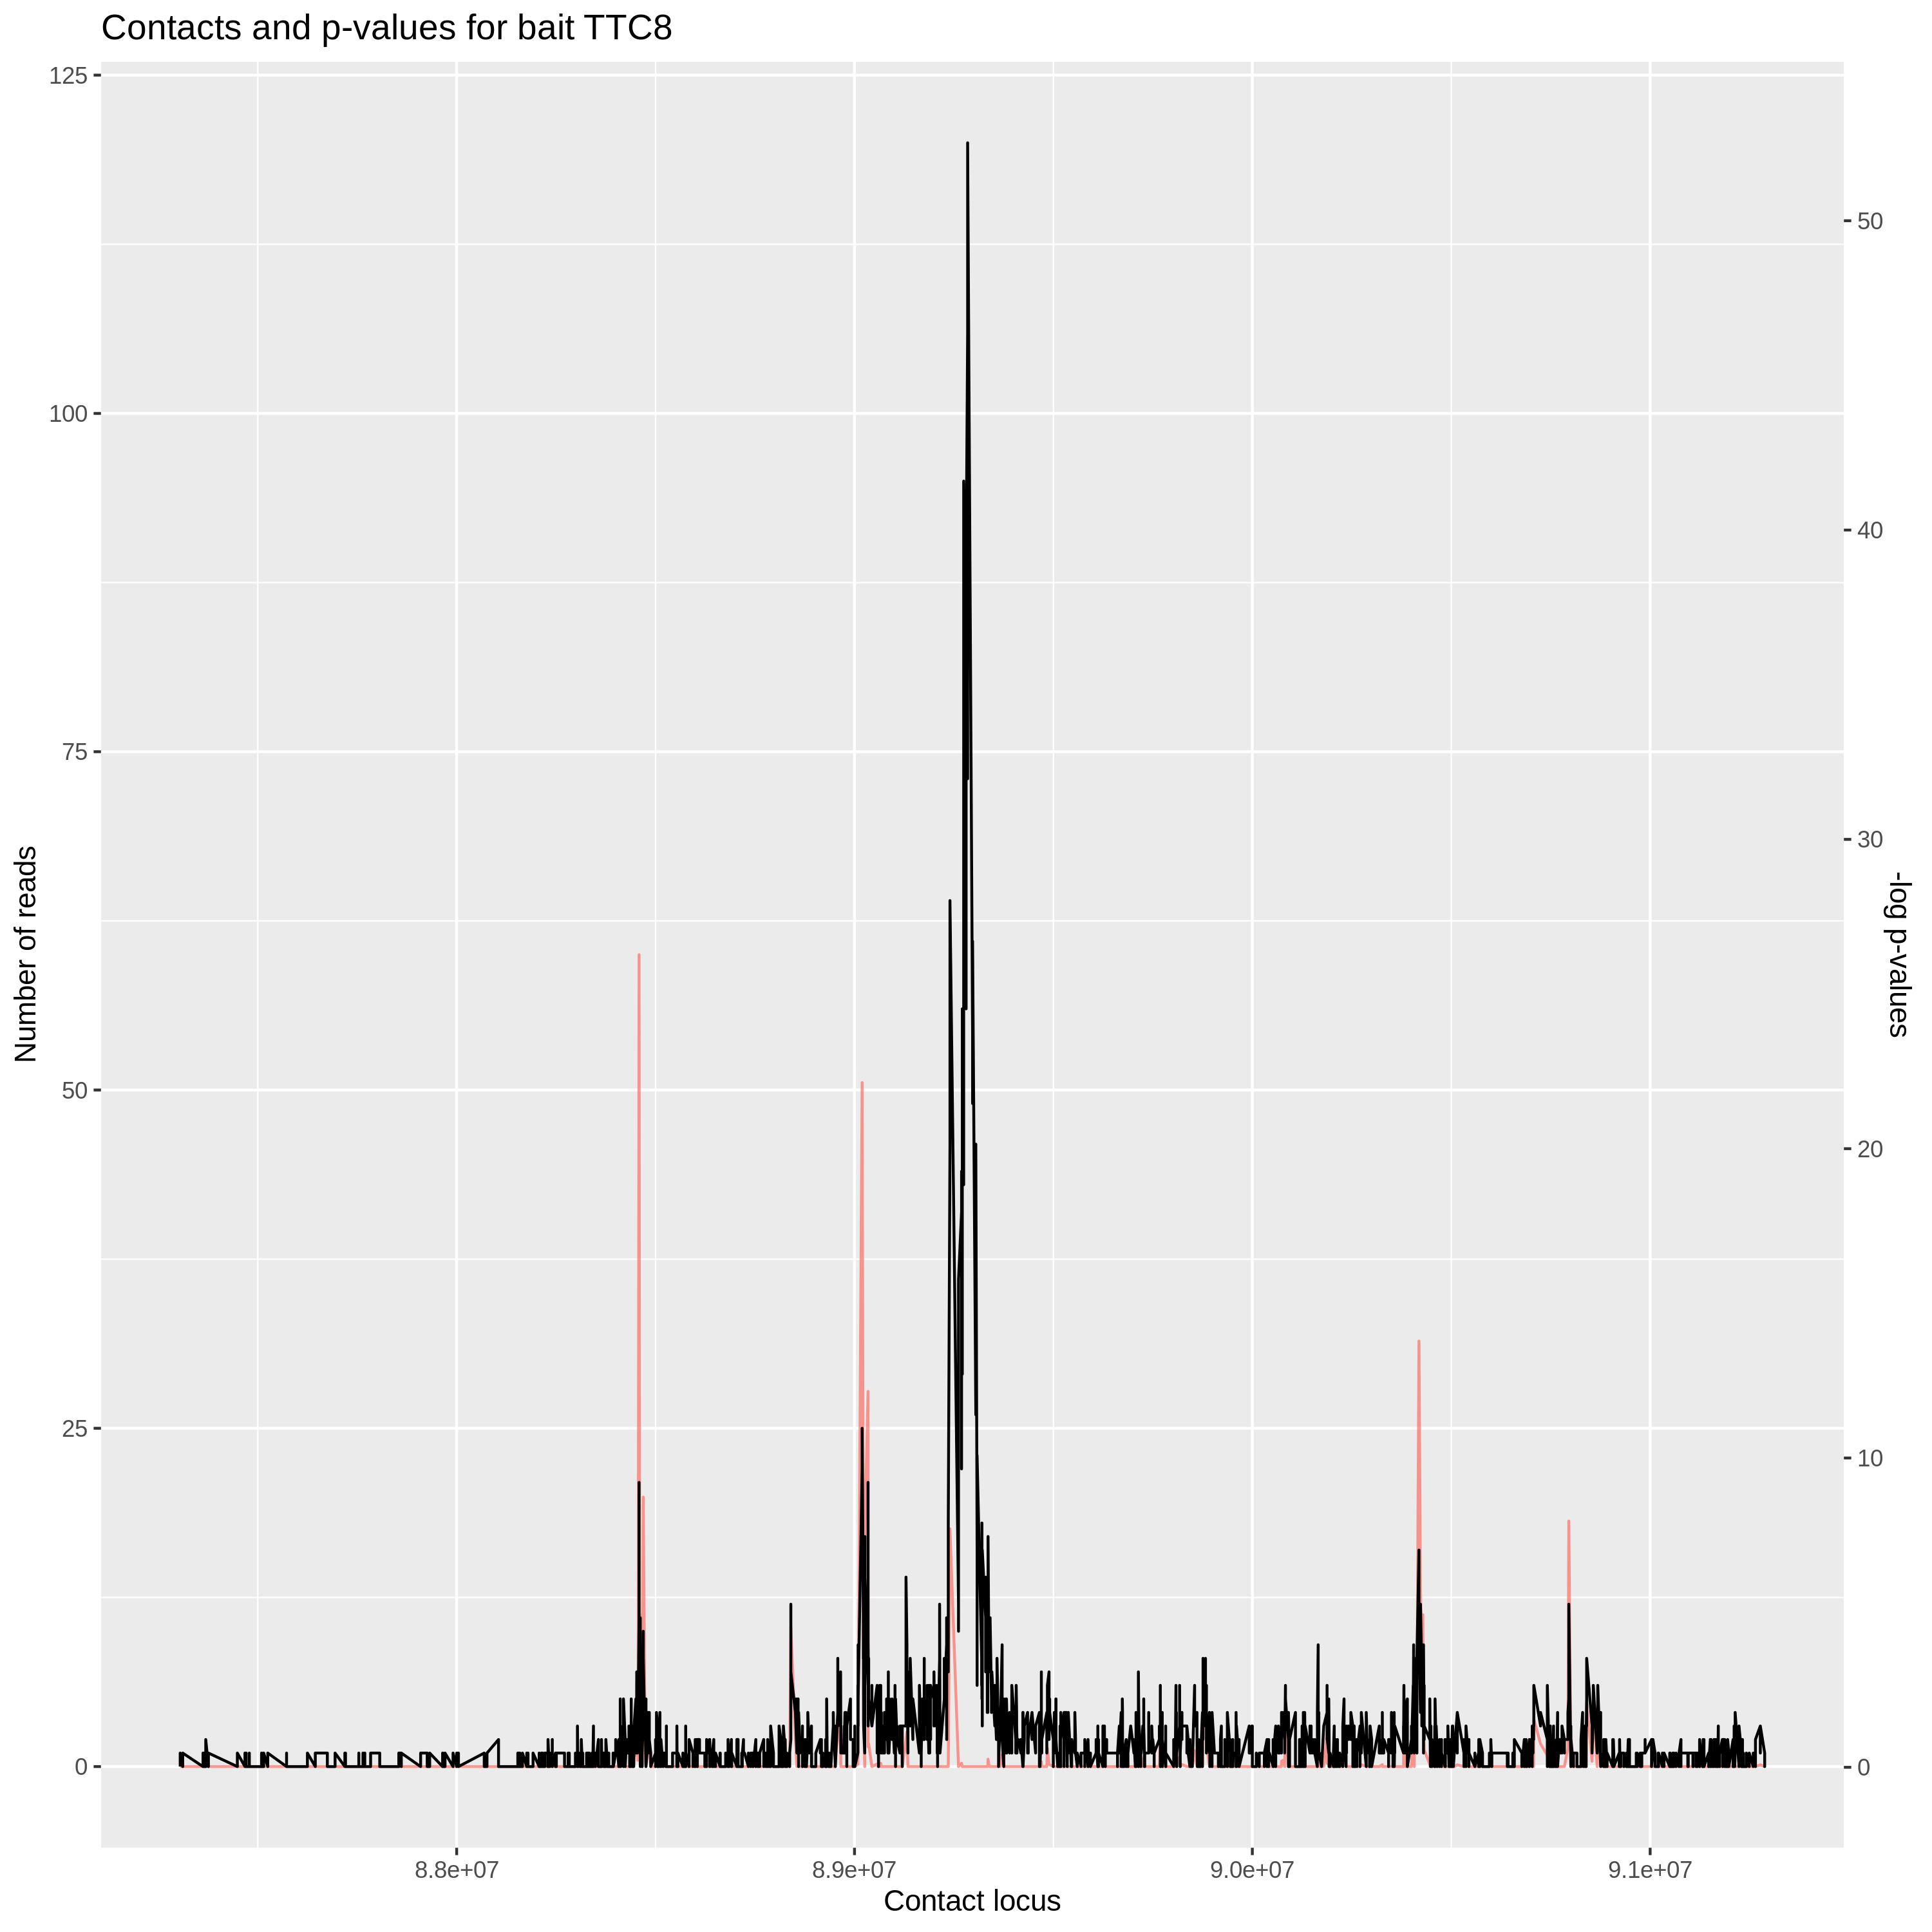 Contacts and p-values for bait TTC8
125
100
75
50
25
0
Number of reads
50
40
30
20
10
0
-log p-values
8.8e+07 8.9e+07 9.0e+07 9.1e+07
Contact locus